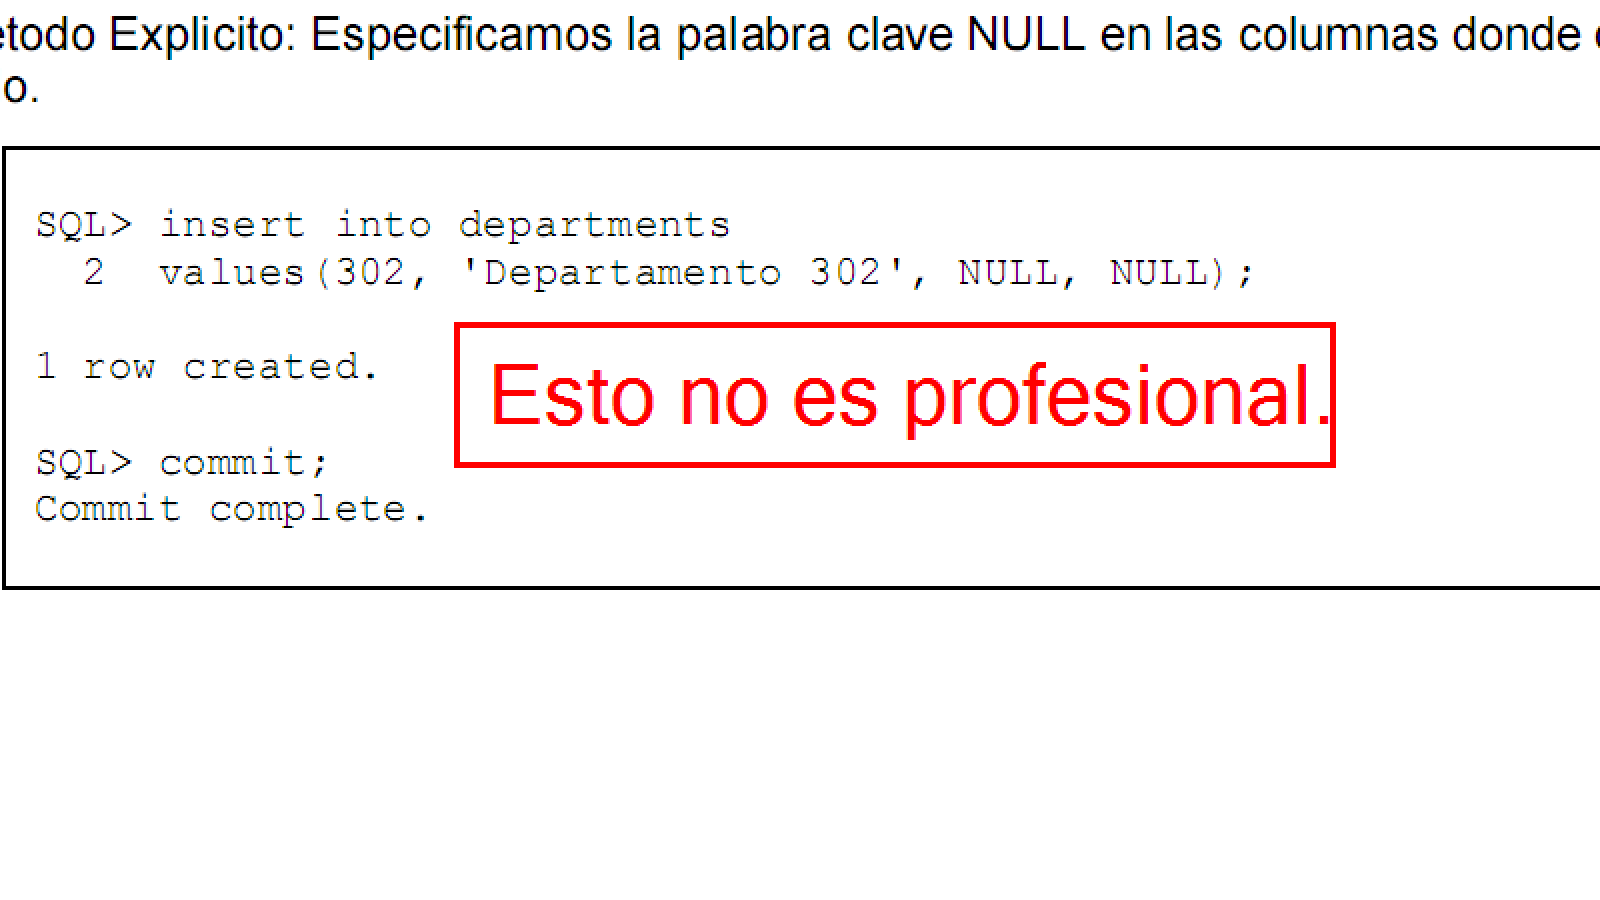 etodo Explicito: Especificamos la palabra clave NULL en las columnas donde
o.
SQL> insert into departments
2 values(302, 'Departamento 302', NULL, NULL);
1 row created.
Esto no es profesional.
SQL> commit;
Commit complete.